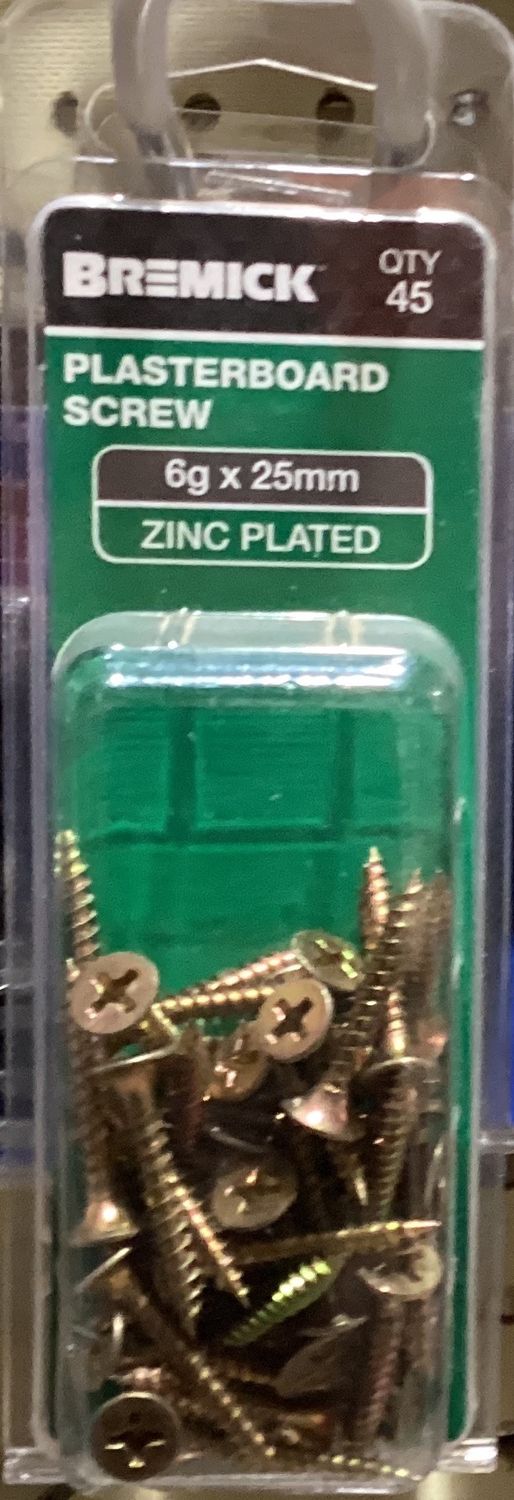 BREMICK
QTY
45
PLASTERBOARD
SCREW
6g x 25mm
ZINC PLATED